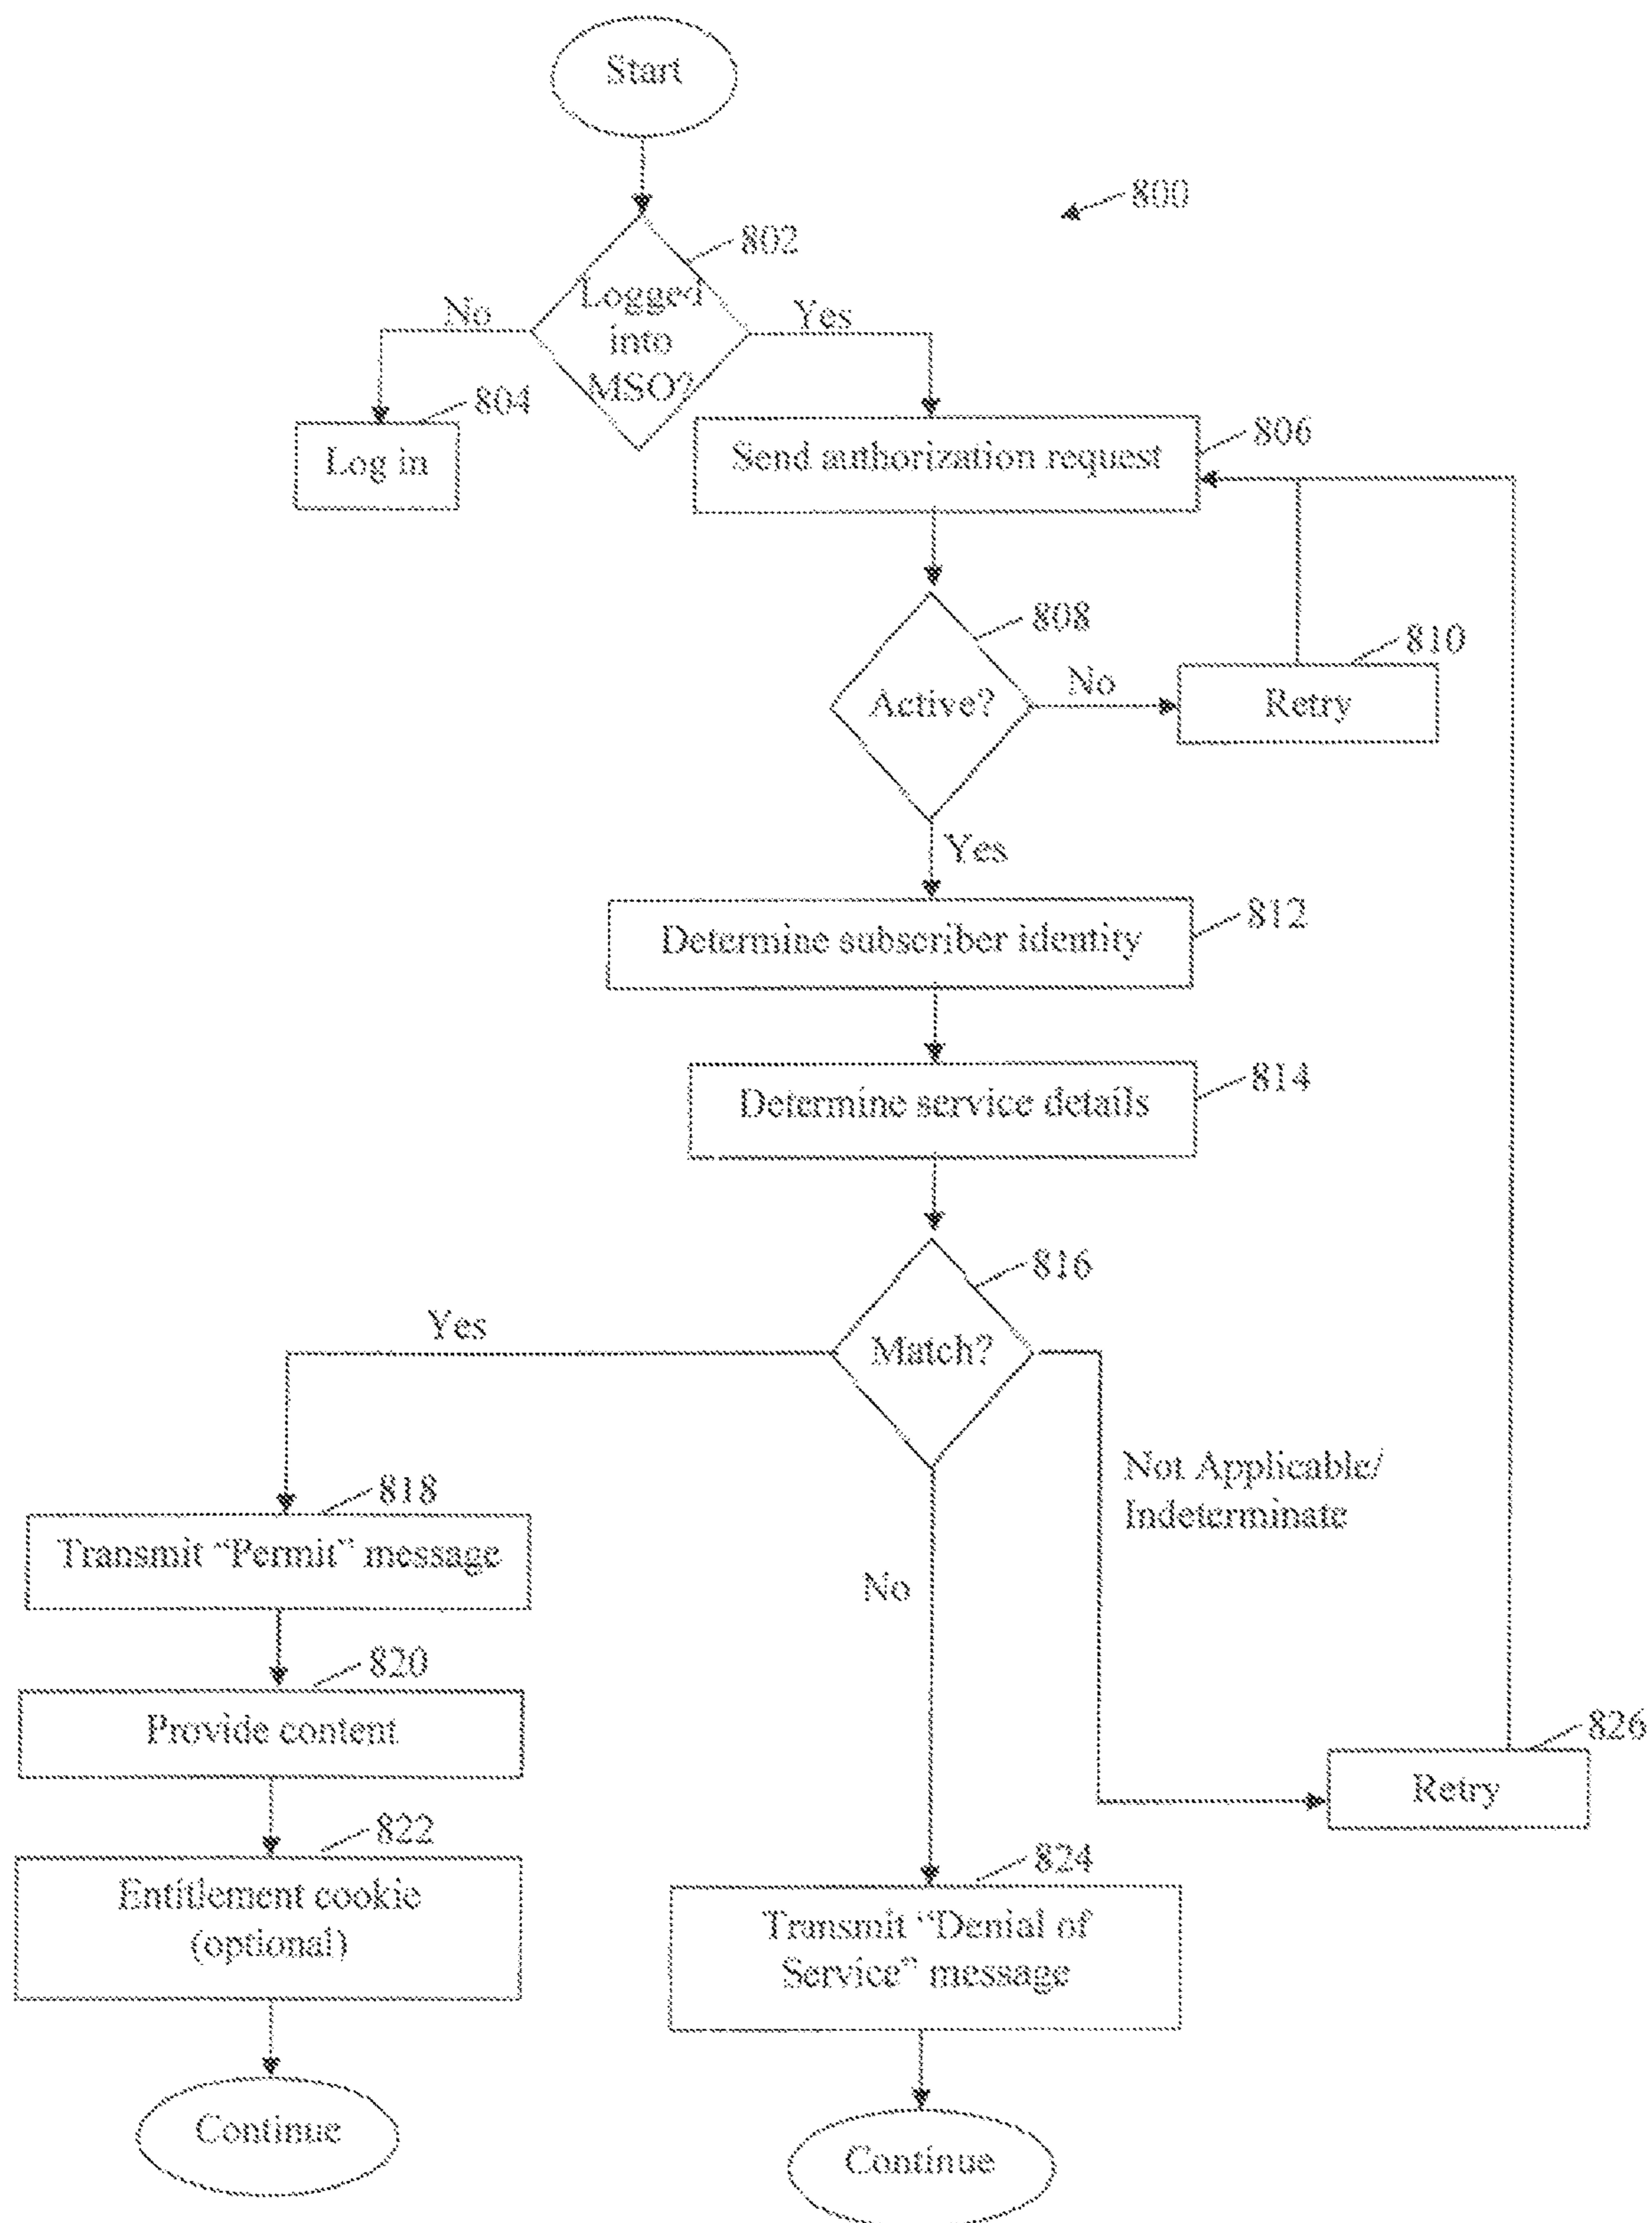 Start
800
802
Logged
into
MSO?
No
Yes
804
Log in
806
Send authorization request
808
Active?
No
810
Retry
Yes
812
Determine subscriber identity
814
Determine service details
816
Match?
Yes
Not Applicable/
Indeterminate
No
818
Transmit “Permit” message
820
Provide content
822
Entitlement cookie
(optional)
824
Transmit “Denial of
Service” message
826
Retry
Continue
Continue